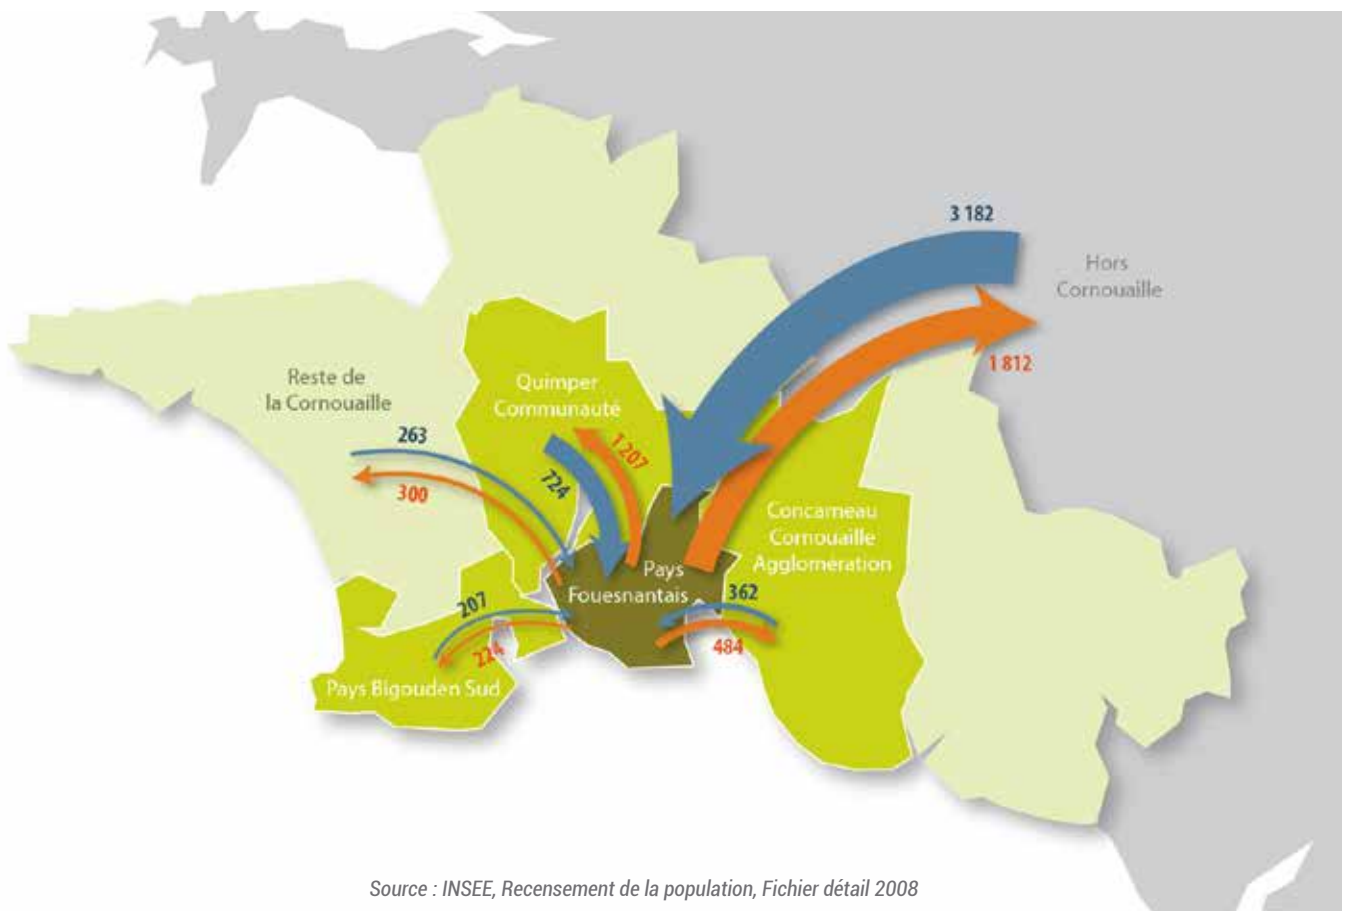 3 182
Hors
Cornouaille
1 812
Reste de
la Cornouaille
Quimper
Communauté
263
1 207
724
300
Concarneau
Cornouaille
Agglomération
Pays
Fouesnantais
362
207
484
224
Pays Bigouden Sud
Source : INSEE, Recensement de la population, Fichier détail 2008